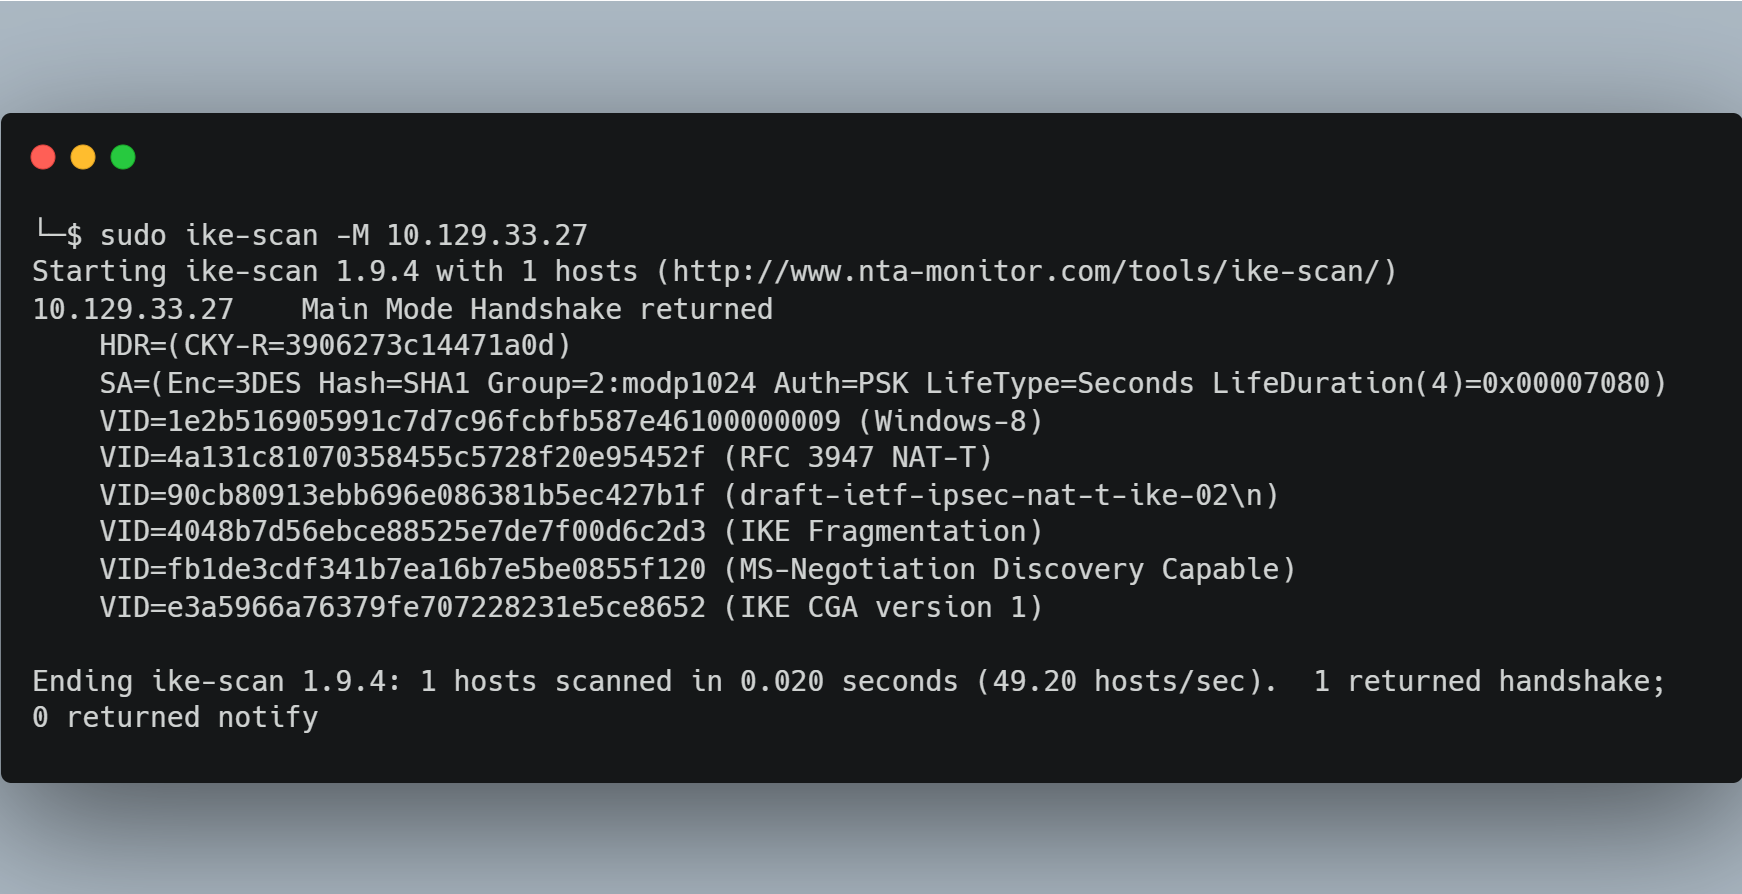 └─$ sudo ike-scan -M 10.129.33.27
Starting ike-scan 1.9.4 with 1 hosts (http://www.nta-monitor.com/tools/ike-scan/)
10.129.33.27    Main Mode Handshake returned
    HDR=(CKY-R=3906273c14471a0d)
    SA=(Enc=3DES Hash=SHA1 Group=2:modp1024 Auth=PSK LifeType=Seconds LifeDuration(4)=0x00007080)
    VID=1e2b516905991c7d7c96fcbfb587e46100000009 (Windows-8)
    VID=4a131c81070358455c5728f20e95452f (RFC 3947 NAT-T)
    VID=90cb80913ebb696e086381b5ec427b1f (draft-ietf-ipsec-nat-t-ike-02\n)
    VID=4048b7d56ebce88525e7de7f00d6c2d3 (IKE Fragmentation)
    VID=fb1de3cdf341b7ea16b7e5be0855f120 (MS-Negotiation Discovery Capable)
    VID=e3a5966a76379fe707228231e5ce8652 (IKE CGA version 1)
Ending ike-scan 1.9.4: 1 hosts scanned in 0.020 seconds (49.20 hosts/sec).  1 returned handshake;
0 returned notify